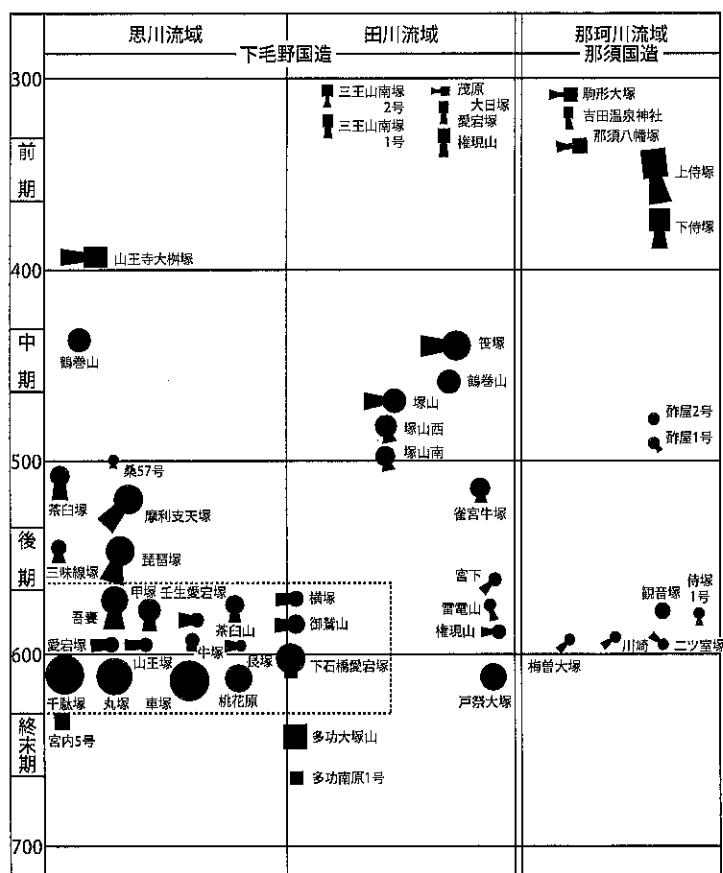 思川流域
田川流域
那珂川流域
下毛野国造
那須国造
300
前期
400
中期
500
後期
600
終末期
700
山王寺大桝塚
鶴巻山
桑57号
茶臼塚
摩利支天塚
三味線塚
琵琶塚
吾妻
甲塚
壬生愛宕塚
茶臼山
愛宕塚
山王塚
牛塚
長塚
千駄塚
丸塚
車塚
桃花原
宮内5号
三王山南塚
2号
三王山南塚
1号
茂原
大日塚
愛宕塚
権現山
笹塚
鶴巻山
塚山
塚山西
塚山南
雀宮牛塚
宮下
雷電山
権現山
横塚
御鷲山
下石橋愛宕塚
戸祭大塚
多功大塚山
多功南原1号
駒形大塚
吉田温泉神社
那須八幡塚
上侍塚
下侍塚
酢屋2号
酢屋1号
観音塚
侍塚
1号
梅曽大塚
川崎
二ツ室塚